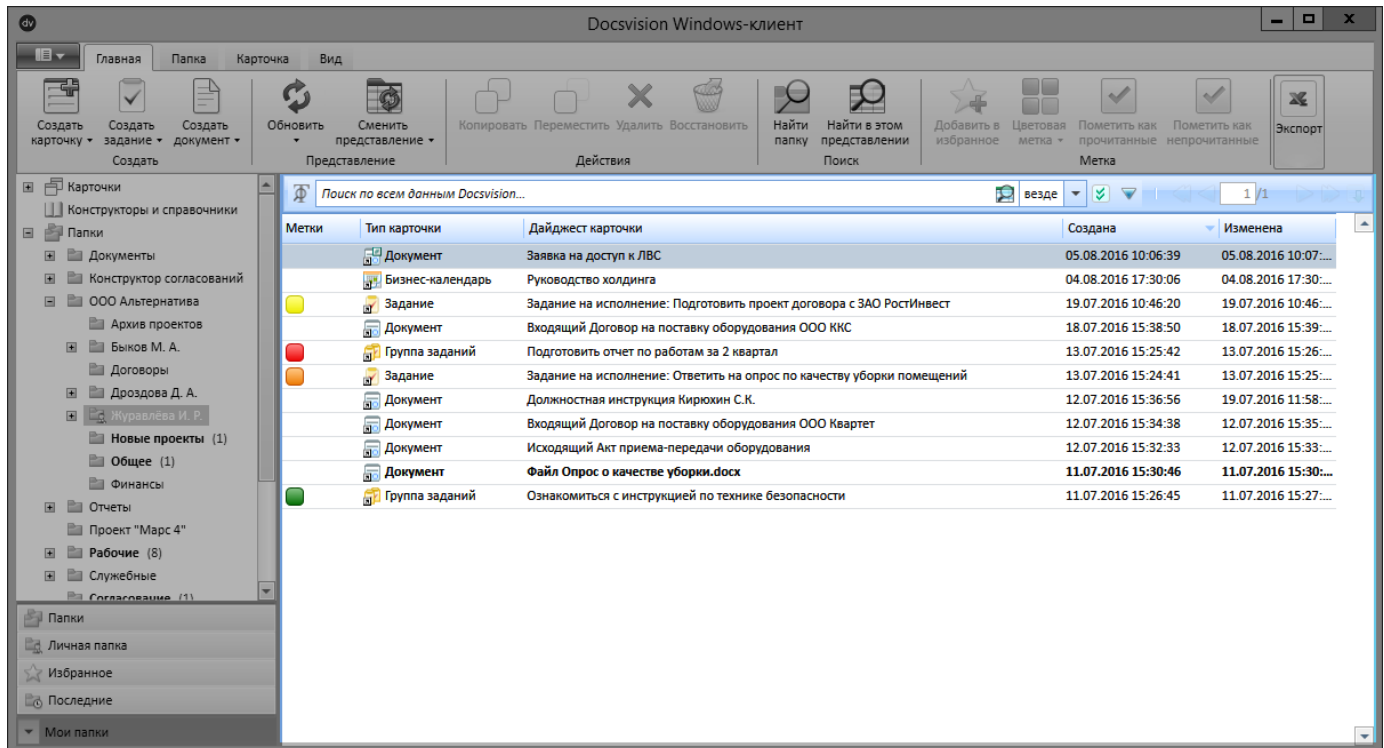 dv
Docsvision Windows-клиент
Главная Папка Карточка Вид
Создать карточку Создать задание Создать документ
Обновить Сменить представление
Копировать Переместить Удалить Восстановить
Найти папку Найти в этом представлении
Добавить в избранное Цветовая метка Пометить как прочитанные Пометить как непрочитанные
Экспорт
Создать Представление Действия Поиск Метка
Карточки
Конструкторы и справочники
Папки
Документы
Конструктор согласований
ООО Альтернатива
Архив проектов
Быков М. А.
Договоры
Дроздова Д. А.
Журавлёва И. Р.
Новые проекты (1)
Общее (1)
Финансы
Отчеты
Проект "Марс 4"
Рабочие (8)
Служебные
Согласование (1)
Папки
Личная папка
Избранное
Последние
Мои папки
Поиск по всем данным Docsvision... везде 1 /1
Метки Тип карточки Дайджест карточки Создана Изменена
Документ Заявка на доступ к ЛВС 05.08.2016 10:06:39 05.08.2016 10:07:...
Бизнес-календарь Руководство холдинга 04.08.2016 17:30:06 04.08.2016 17:30:...
Задание Задание на исполнение: Подготовить проект договора с ЗАО РостИнвест 19.07.2016 10:46:20 19.07.2016 10:46:...
Документ Входящий Договор на поставку оборудования ООО ККС 18.07.2016 15:38:50 18.07.2016 15:39:...
Группа заданий Подготовить отчет по работам за 2 квартал 13.07.2016 15:25:42 13.07.2016 15:26:...
Задание Задание на исполнение: Ответить на опрос по качеству уборки помещений 13.07.2016 15:24:41 13.07.2016 15:25:...
Документ Должностная инструкция Кирюхин С.К. 12.07.2016 15:36:56 19.07.2016 11:58:...
Документ Входящий Договор на поставку оборудования ООО Квартет 12.07.2016 15:34:38 12.07.2016 15:35:...
Документ Исходящий Акт приема-передачи оборудования 12.07.2016 15:32:33 12.07.2016 15:33:...
Документ Файл Опрос о качестве уборки.docx 11.07.2016 15:30:46 11.07.2016 15:30:...
Группа заданий Ознакомиться с инструкцией по технике безопасности 11.07.2016 15:26:45 11.07.2016 15:27:...